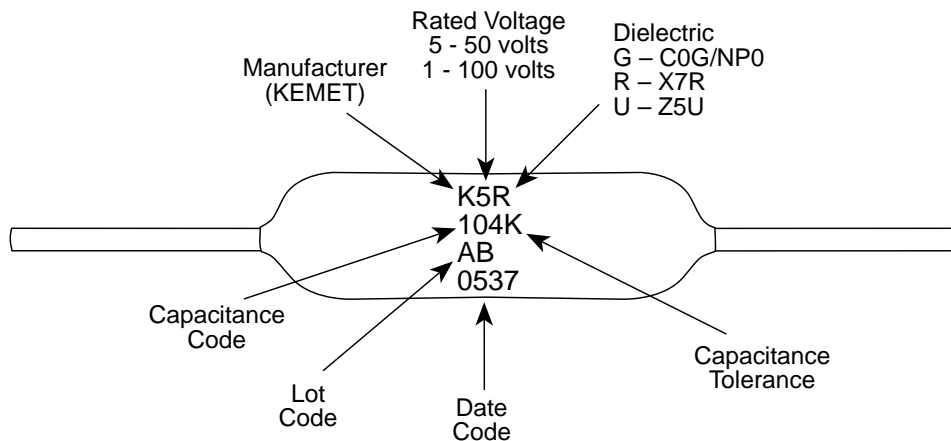 Rated Voltage
5 - 50 volts
1 - 100 volts
Dielectric
G – C0G/NP0
R – X7R
U – Z5U
Manufacturer
(KEMET)
K5R
104K
AB
0537
Capacitance
Code
Lot
Code
Date
Code
Capacitance
Tolerance